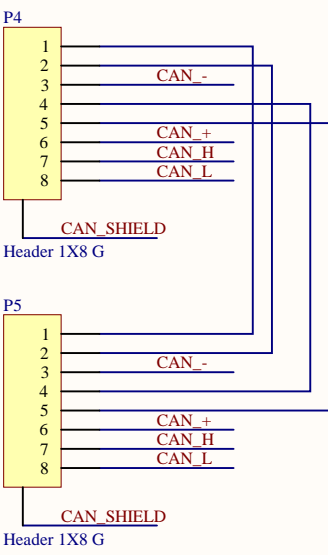 P4
1
2
3 CAN_-
4
5
6 CAN_+
7 CAN_H
8 CAN_L
CAN_SHIELD
Header 1X8 G
P5
1
2
3 CAN_-
4
5
6 CAN_+
7 CAN_H
8 CAN_L
CAN_SHIELD
Header 1X8 G